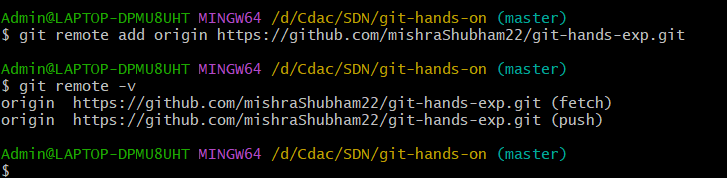 Admin@LAPTOP-DPMU8UHT MINGW64 /d/Cdac/SDN/git-hands-on (master)
$ git remote add origin https://github.com/mishraShubham22/git-hands-exp.git
Admin@LAPTOP-DPMU8UHT MINGW64 /d/Cdac/SDN/git-hands-on (master)
$ git remote -v
origin  https://github.com/mishraShubham22/git-hands-exp.git (fetch)
origin  https://github.com/mishraShubham22/git-hands-exp.git (push)
Admin@LAPTOP-DPMU8UHT MINGW64 /d/Cdac/SDN/git-hands-on (master)
$